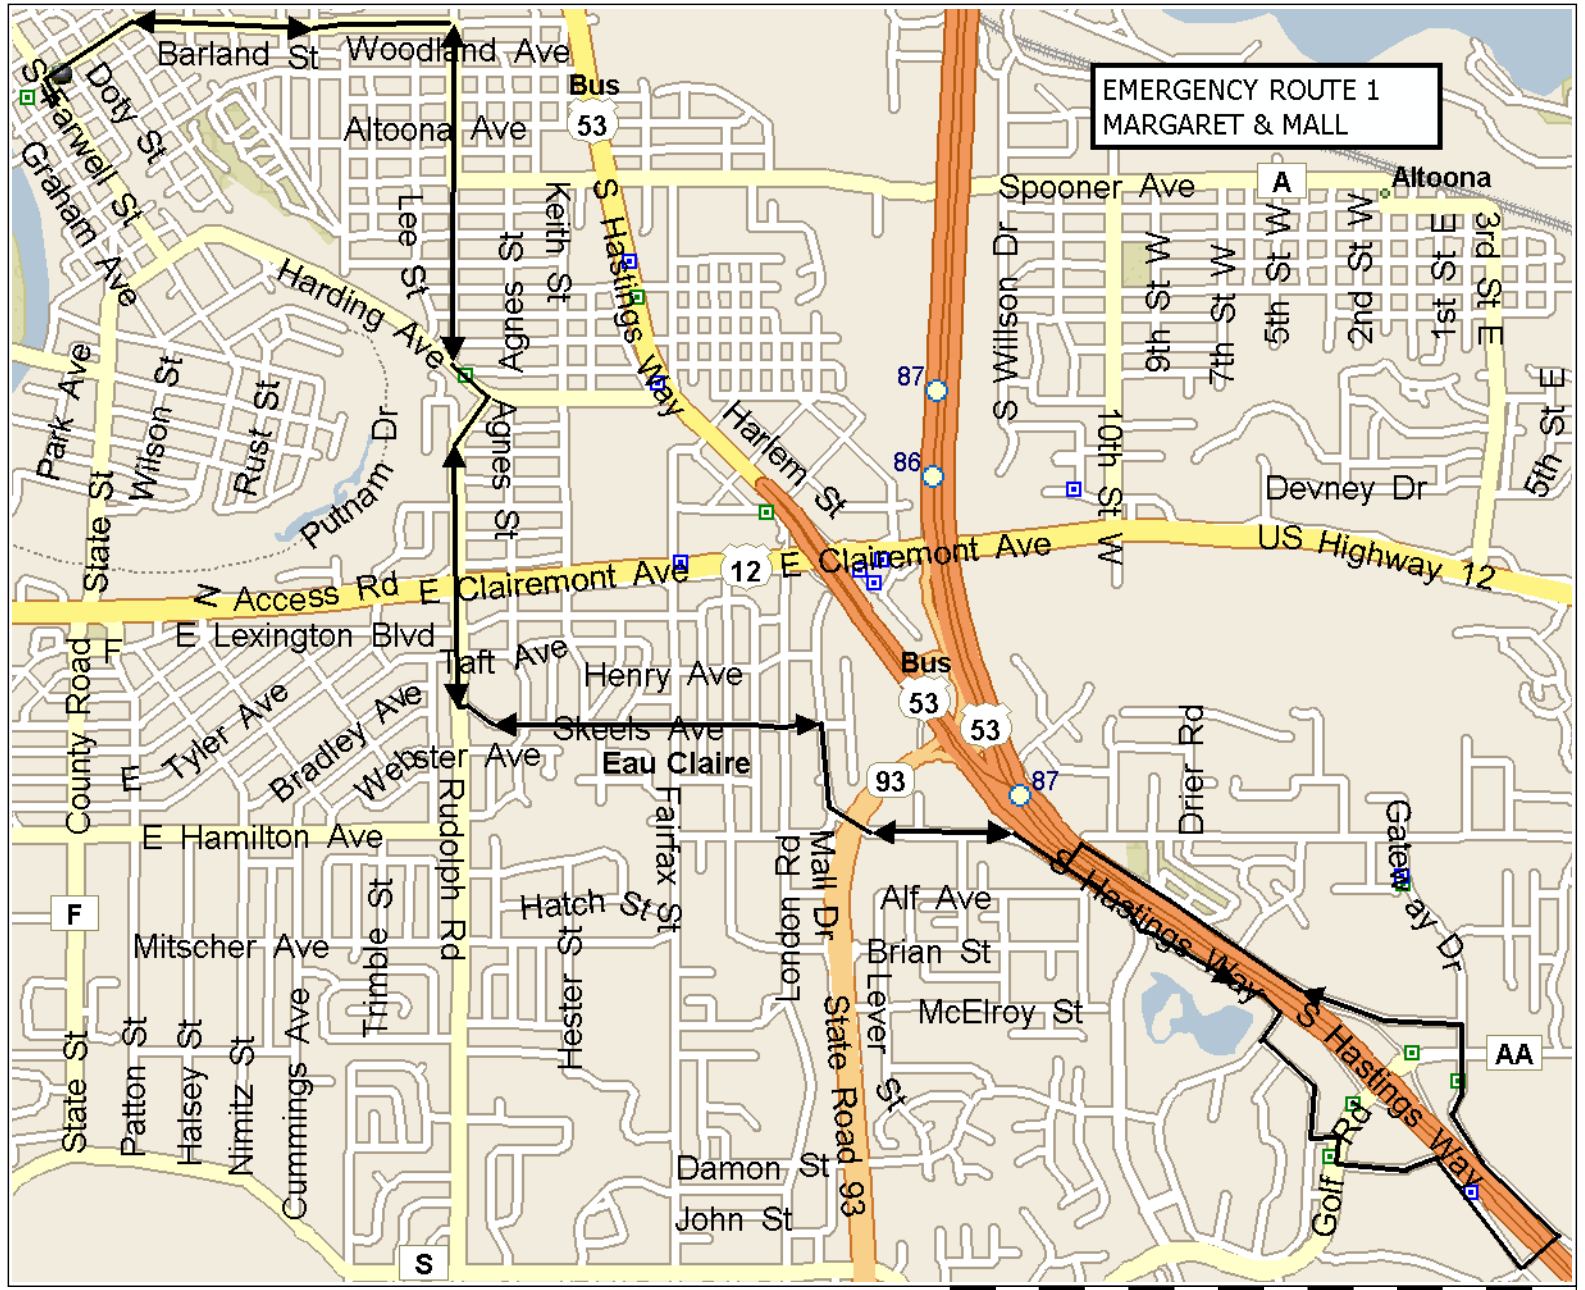 Barland St
Woodland Ave
Bus
53
EMERGENCY ROUTE 1
MARGARET & MALL
S Farwell St
Doty St
Graham Ave
Altoona Ave
Spooner Ave
A
Altoona
Lee St
Agnes St
Keith St
S Hastings Way
S Willson Dr
9th St W
7th St W
5th St W
2nd St W
1st St E
3rd St E
Harding Ave
Park Ave
Wilson St
Rust St
Putnam Dr
State St
Agnes St
Harlem St
87
86
10th St W
Devney Dr
5th St E
N Access Rd
E Clairemont Ave
12
E Clairemont Ave
US Highway 12
E Lexington Blvd
Taft Ave
Henry Ave
Bus
53
53
County Road F
E Tyler Ave
Bradley Ave
Webster Ave
Skeels Ave
Eau Claire
93
87
Drier Rd
E Hamilton Ave
Rudolph Rd
Fairfax St
London Rd
Mall Dr
S Hastings Way
Gateway Dr
F
Hatch St
Alf Ave
Mitscher Ave
Trimble St
Hester St
Brian St
Lever St
McElroy St
State Road 93
S Hastings Way
AA
State St
Patton St
Halsey St
Nimitz St
Cummings Ave
Damon St
John St
Golf Rd
S